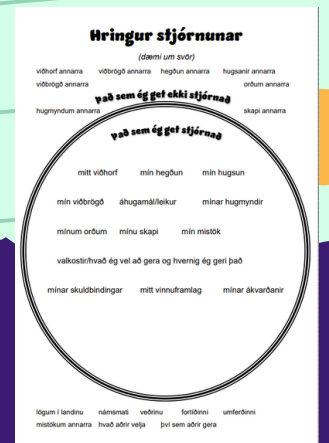 Hringur stjórnunar
(dæmi um svör)
viðhorf annarra viðbrögð annarra hegðun annarra hugsanir annarra
viðbrögð annarra orðum annarra
það sem ég get ekki stjórnað
hugmyndum annarra skapi annarra
það sem ég get stjórnað
mitt viðhorf mín hegðun mín hugsun
mín viðbrögð áhugamál/leikur mínar hugmyndir
mínum orðum mínu skapi mín mistök
valkostir/hvað ég vel að gera og hvernig ég geri það
mínar skuldbindingar mitt vinnuframlag mínar ákvarðanir
lögum í landinu námsmati veðrinu fortíðinni umferðinni
mistökum annarra hvað aðrir velja því sem aðrir gera